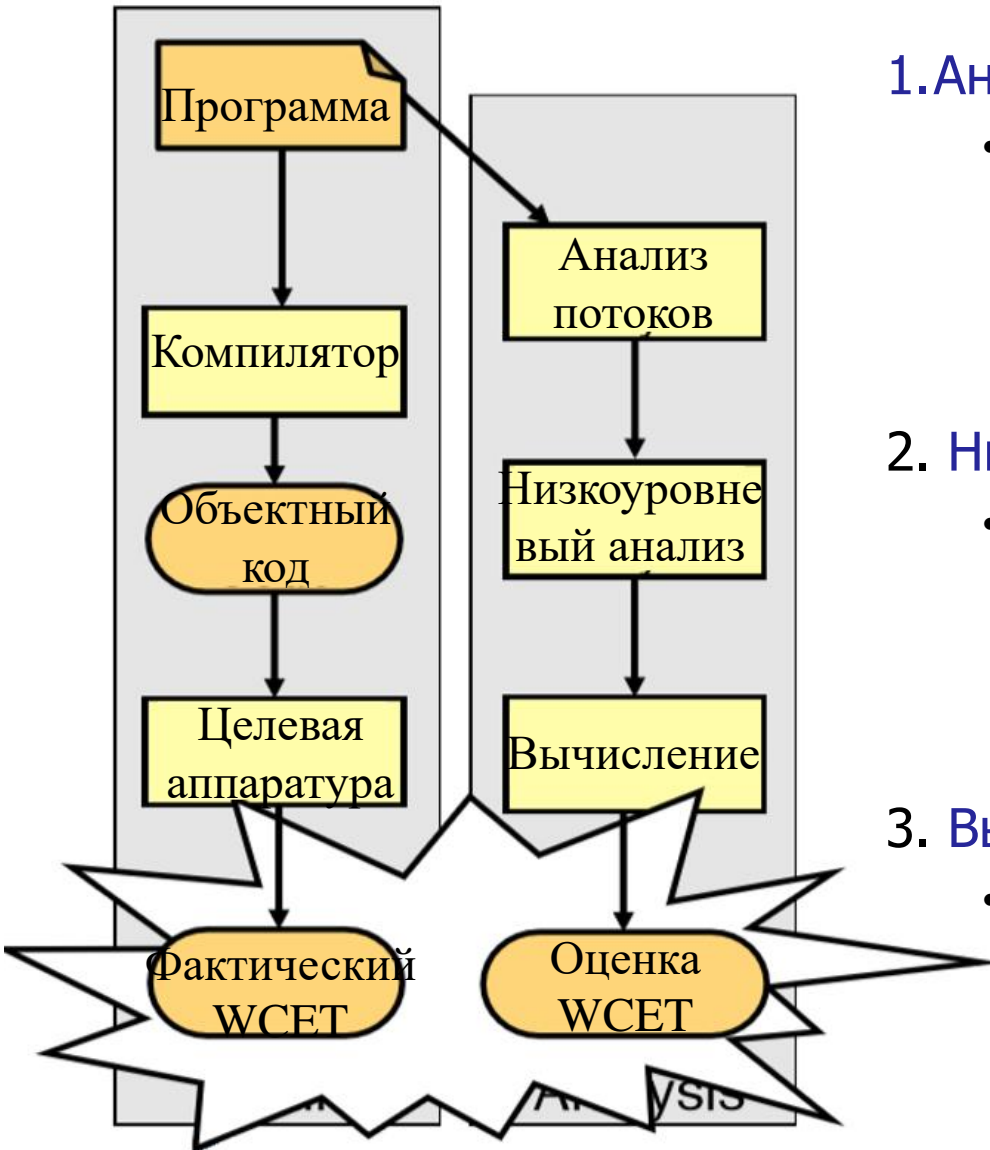 Программа
Компилятор
Объектный
код
Целевая
аппаратура
Фактический
WCET
Анализ
потоков
Низкоуровне
вый анализ
Вычисление
Оценка
WCET
1.
2.
3.